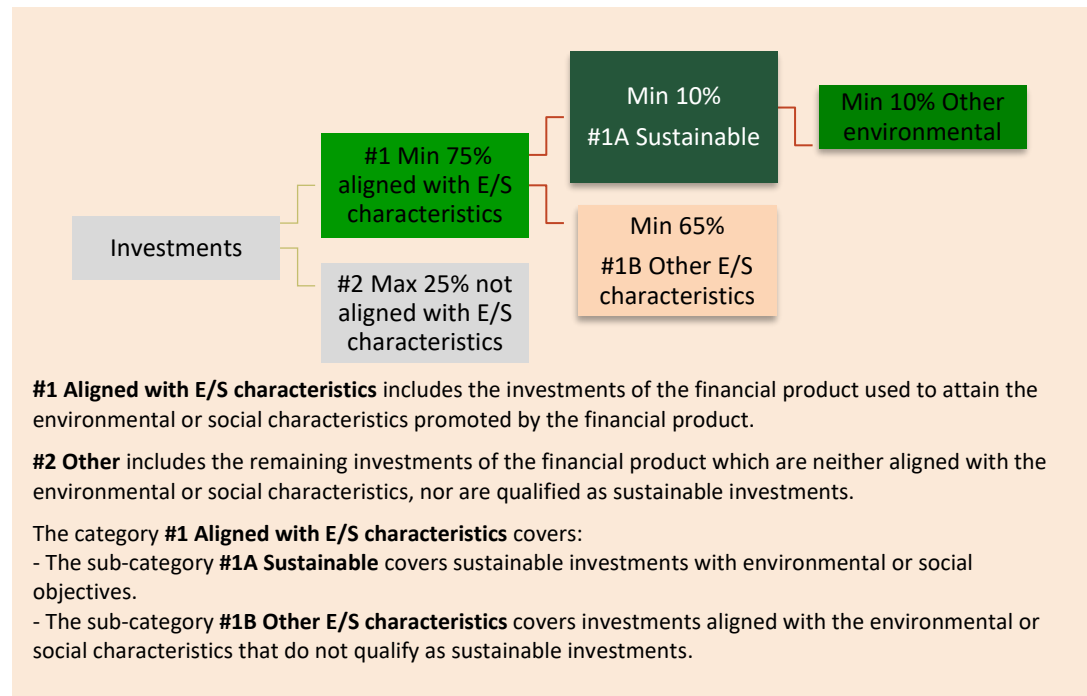 Investments
#1 Min 75%
aligned with E/S
characteristics
#2 Max 25% not
aligned with E/S
characteristics
Min 10%
#1A Sustainable
Min 65%
#1B Other E/S
characteristics
Min 10% Other
environmental
#1 Aligned with E/S characteristics includes the investments of the financial product used to attain the
environmental or social characteristics promoted by the financial product.
#2 Other includes the remaining investments of the financial product which are neither aligned with the
environmental or social characteristics, nor are qualified as sustainable investments.
The category #1 Aligned with E/S characteristics covers:
- The sub-category #1A Sustainable covers sustainable investments with environmental or social
objectives.
- The sub-category #1B Other E/S characteristics covers investments aligned with the environmental or
social characteristics that do not qualify as sustainable investments.